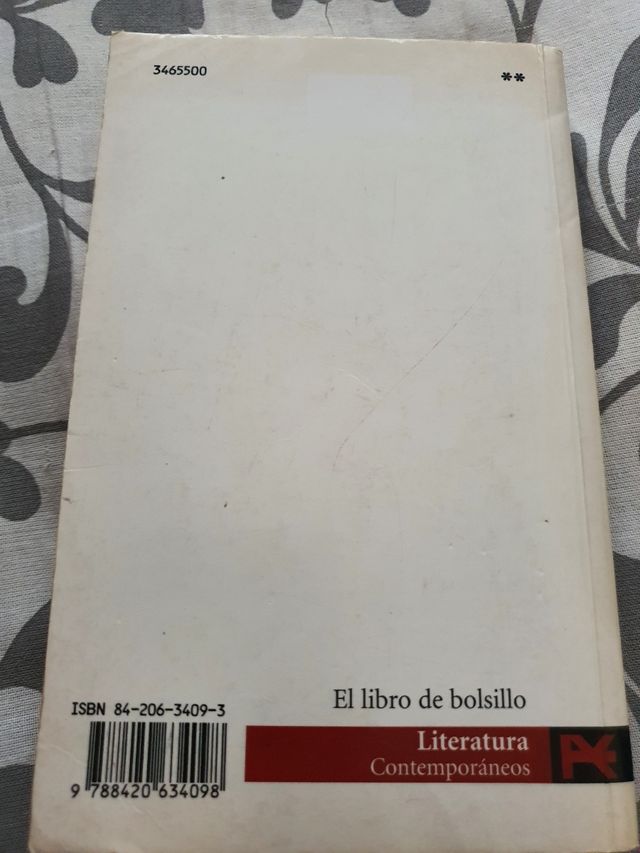 3465500
**
El libro de bolsillo
ISBN 84-206-3409-3
Literatura
Contemporáneos
9 788420 634098